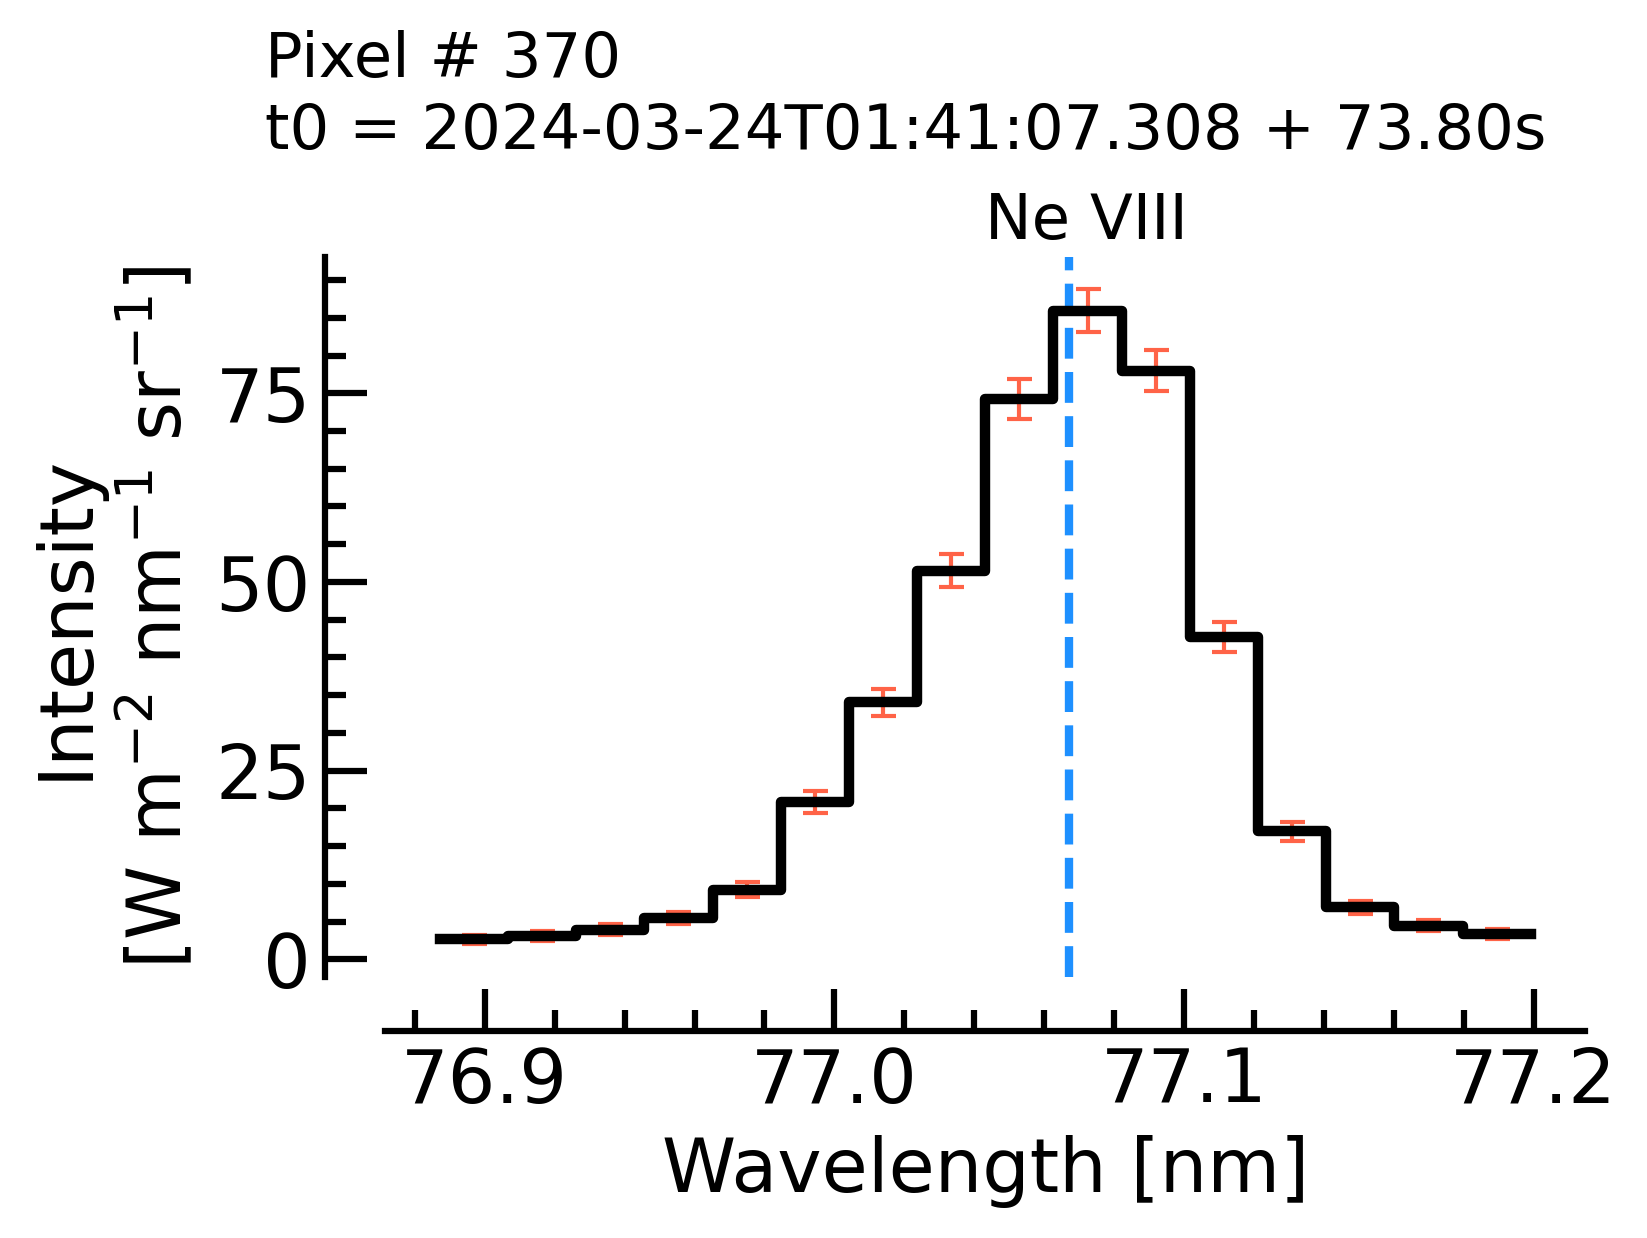 Pixel # 370
t0 = 2024-03-24T01:41:07.308 + 73.80s
Ne VIII
Intensity
[W m⁻² nm⁻¹ sr⁻¹]
75
50
25
0
76.9 77.0 77.1 77.2
Wavelength [nm]